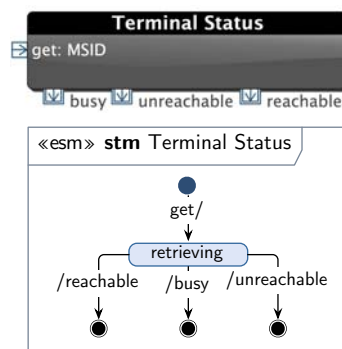 Terminal Status
get: MSID
busy unreachable reachable
«esm» stm Terminal Status
get/
retrieving
/reachable /busy /unreachable